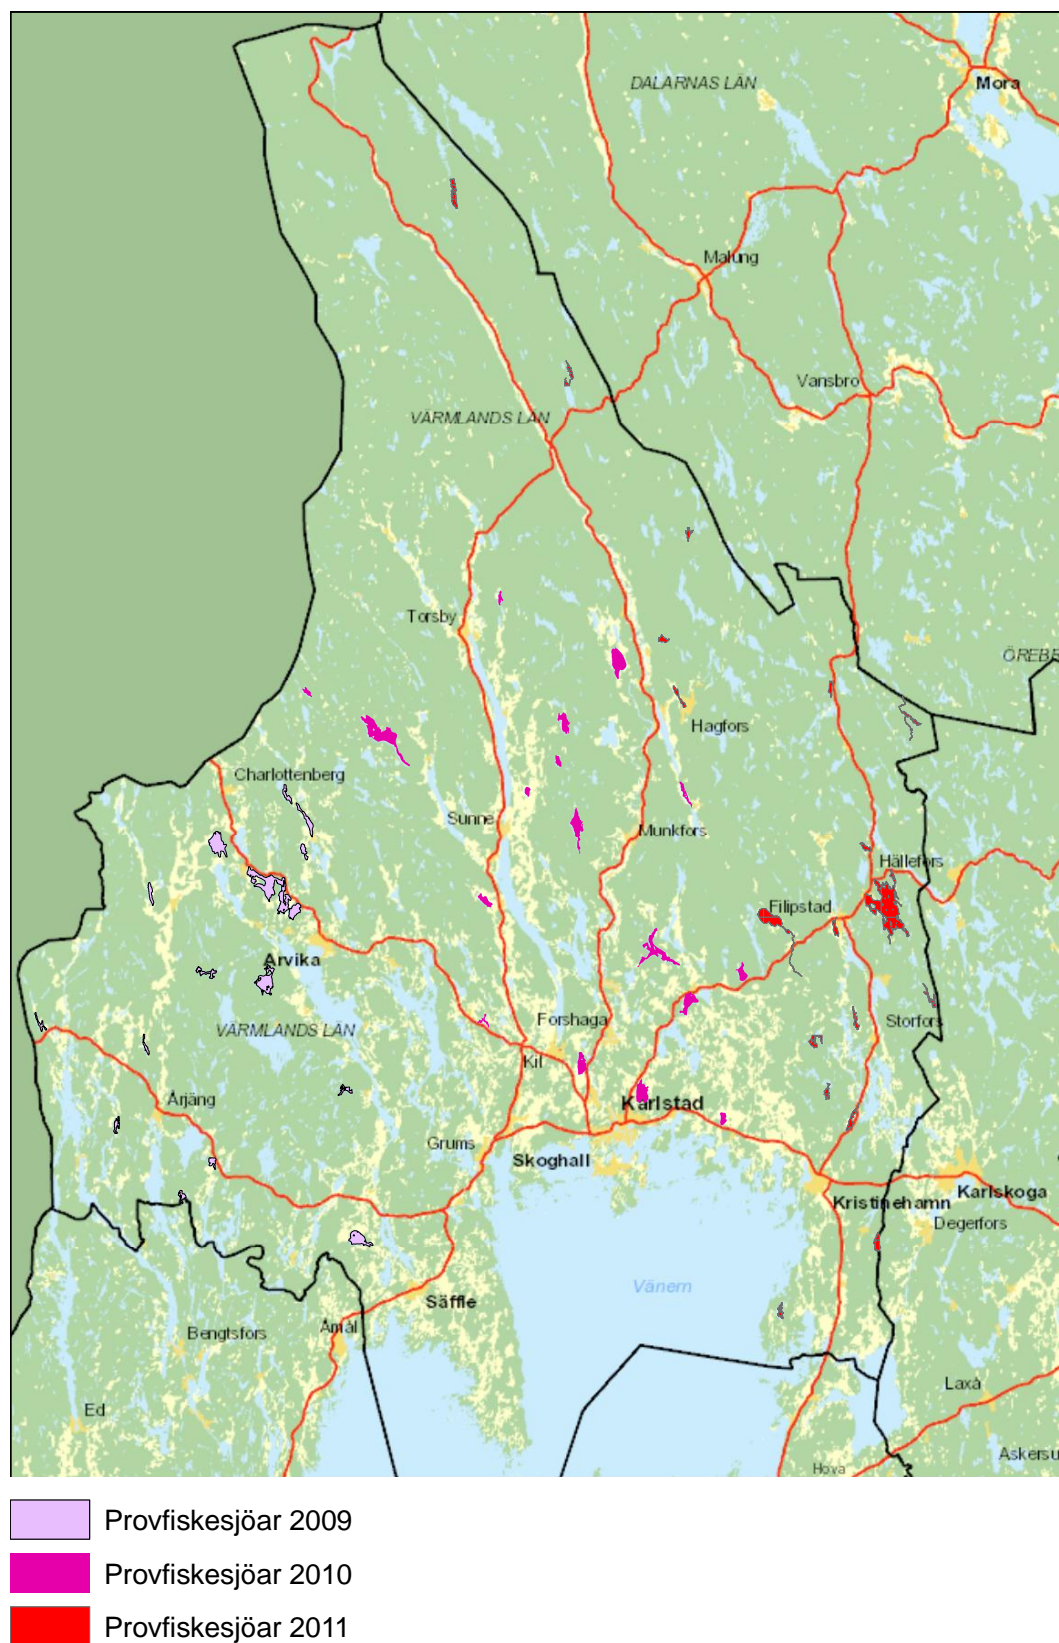 DALARNAS LÄN
Mora
Malung
Vansbro
VÄRMLANDS LÄN
Torsby
Hagfors
Charlottenberg
Sunne
Munkfors
Hällefors
Filipstad
Arvika
VÄRMLANDS LÄN
Forshaga
Storfors
Kil
Årjäng
Karlstad
Grums
Skoghall
Karlskoga
Kristinehamn
Degerfors
Vänern
Säffle
Åmål
Bengtsfors
Laxå
Ed
Askersu
Hova
ÖREBR
Provfiskesjöar 2009
Provfiskesjöar 2010
Provfiskesjöar 2011